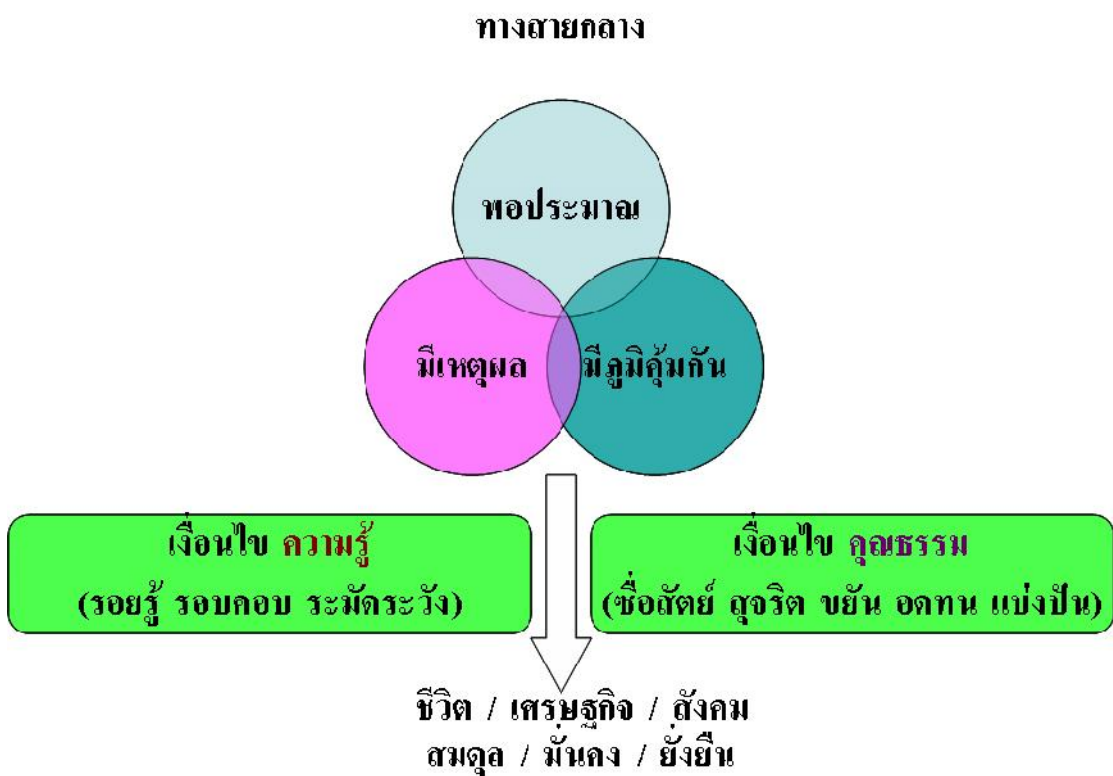 ทางสายกลาง
พอประมาณ
มีเหตุผล
มีภูมิคุ้มกัน
เงื่อนไข ความรู้
(รอยรู้ รอบคอบ ระมัดระวัง)
เงื่อนไข คุณธรรม
(ซื่อสัตย์ สุจริต ขยัน อดทน แบ่งปัน)
ชีวิต / เศรษฐกิจ / สังคม
สมดุล / มั่นคง / ยั่งยืน